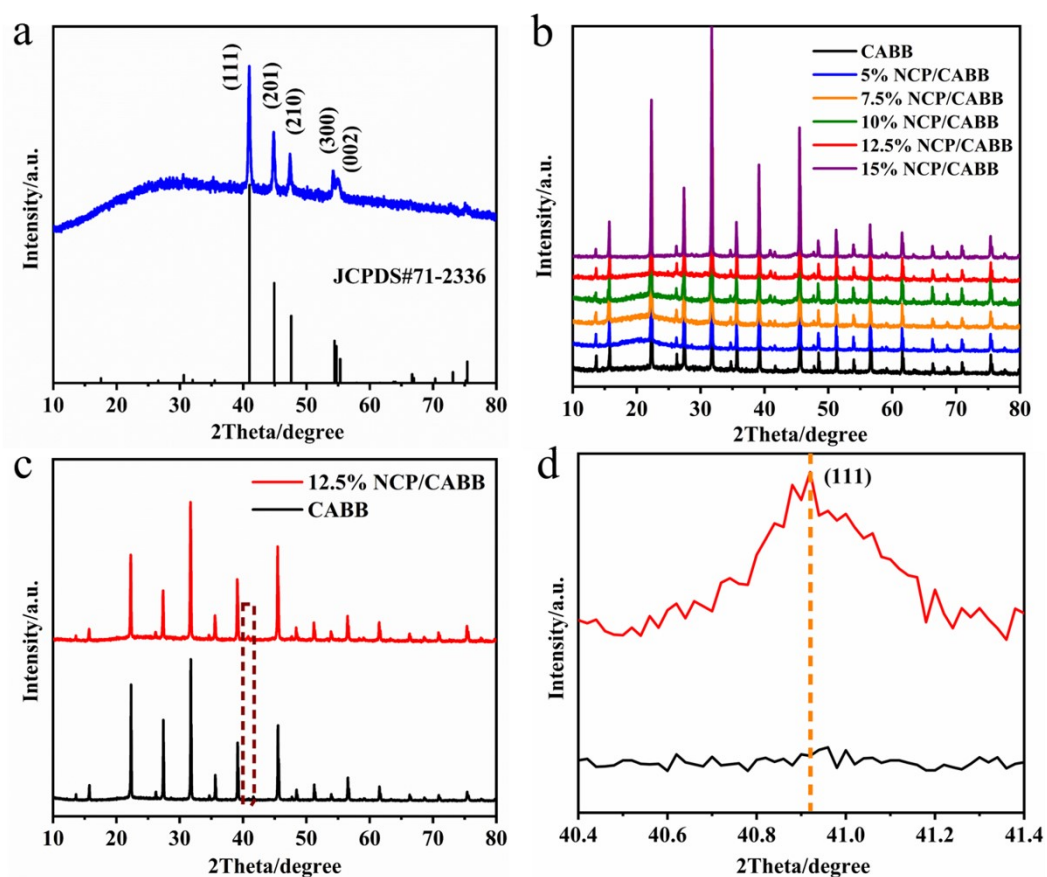 a
(111)
(201)
(210)
(300)
(002)
JCPDS#71-2336
Intensity/a.u.
10 20 30 40 50 60 70 80
2Theta/degree
b
CABB
5% NCP/CABB
7.5% NCP/CABB
10% NCP/CABB
12.5% NCP/CABB
15% NCP/CABB
Intensity/a.u.
10 20 30 40 50 60 70 80
2Theta/degree
c
12.5% NCP/CABB
CABB
Intensity/a.u.
10 20 30 40 50 60 70 80
2Theta/degree
d
(111)
Intensity/a.u.
40.4 40.6 40.8 41.0 41.2 41.4
2Theta/degree